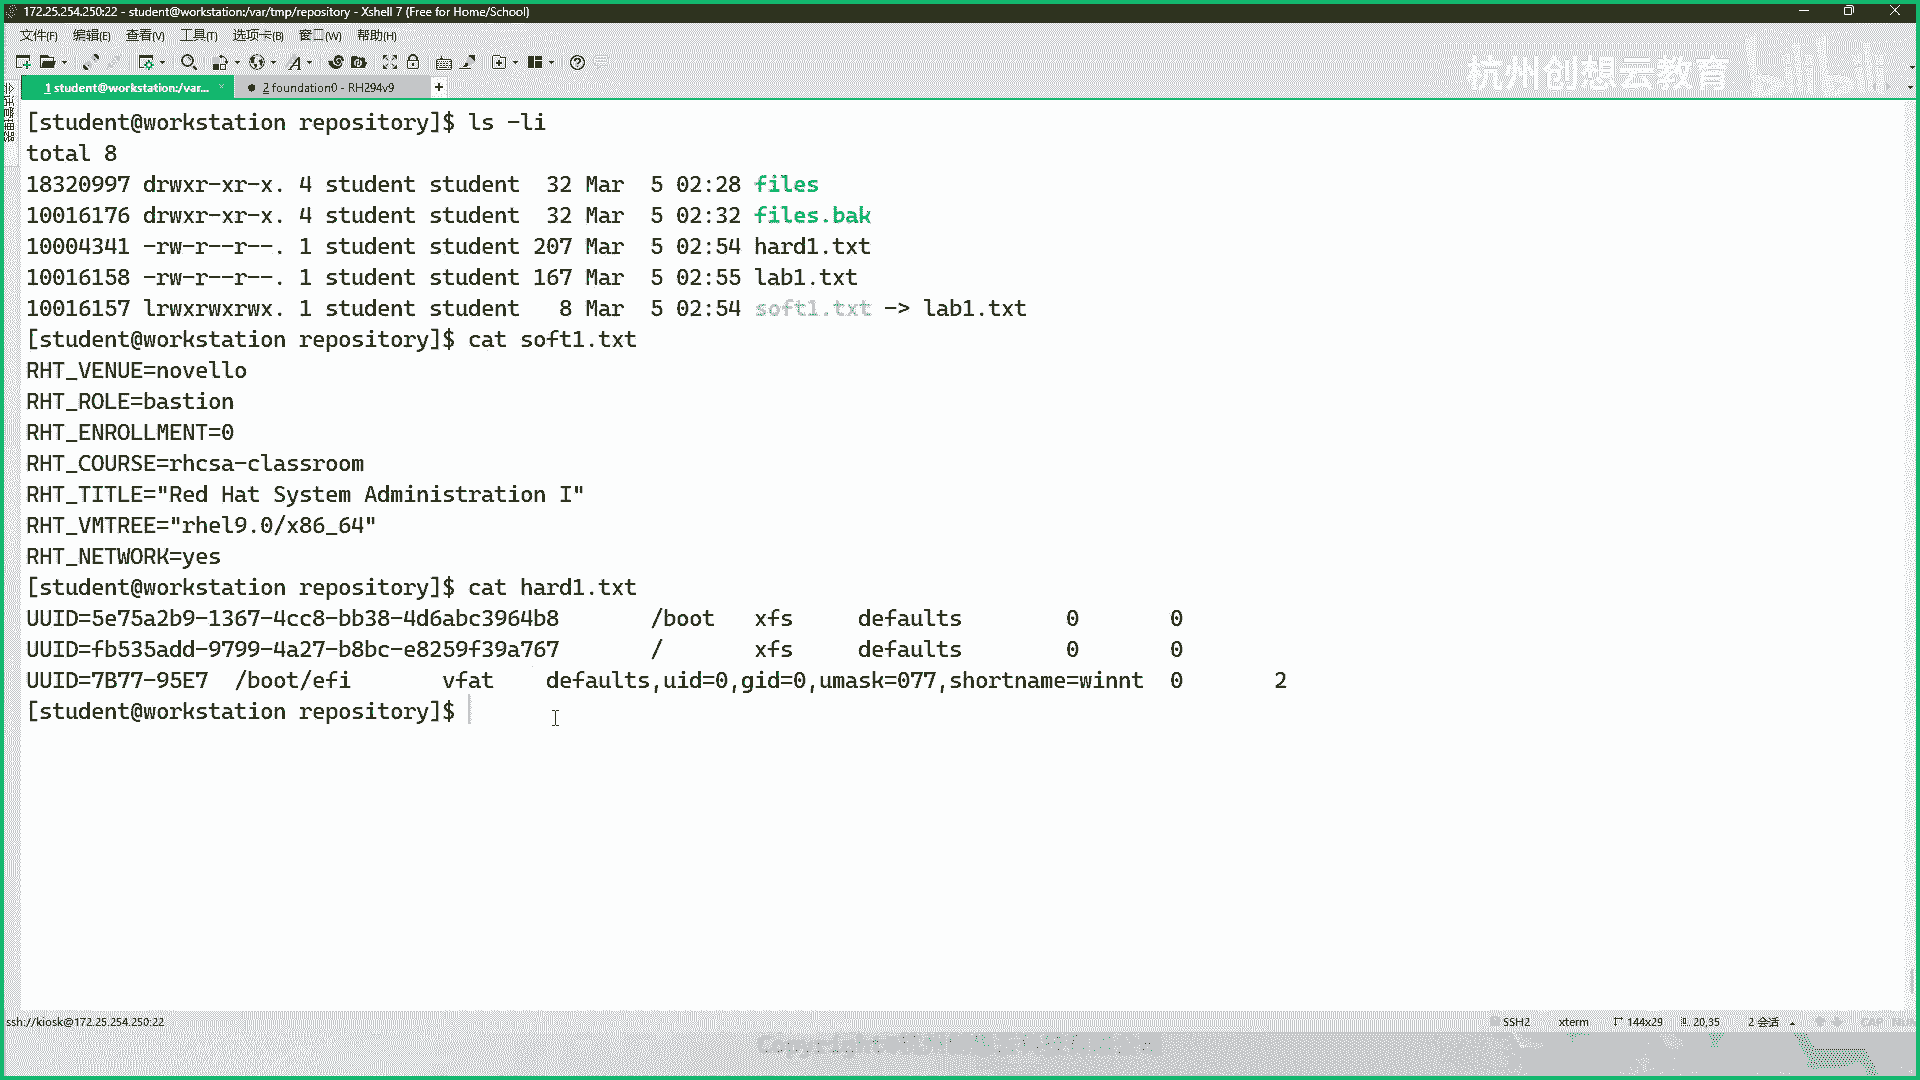 172.25.254.250:22 - student@workstation:/var/tmp/repository - Xshell 7 (Free for Home/School)
文件(F) 编辑(E) 查看(V) 工具(T) 选项卡(B) 窗口(W) 帮助(H)
杭州创想云教育 bilibili
1 student@workstation:/var... 2 foundation0 - RH294v9 +
会话管理器
[student@workstation repository]$ ls -li
total 8
18320997 drwxr-xr-x. 4 student student  32 Mar  5 02:28 files
10016176 drwxr-xr-x. 4 student student  32 Mar  5 02:32 files.bak
10004341 -rw-r--r--. 1 student student 207 Mar  5 02:54 hard1.txt
10016158 -rw-r--r--. 1 student student 167 Mar  5 02:55 lab1.txt
10016157 lrwxrwxrwx. 1 student student   8 Mar  5 02:54 soft1.txt -> lab1.txt
[student@workstation repository]$ cat soft1.txt
RHT_VENUE=novello
RHT_ROLE=bastion
RHT_ENROLLMENT=0
RHT_COURSE=rhcsa-classroom
RHT_TITLE="Red Hat System Administration I"
RHT_VMTREE="rhel9.0/x86_64"
RHT_NETWORK=yes
[student@workstation repository]$ cat hard1.txt
UUID=5e75a2b9-1367-4cc8-bb38-4d6abc3964b8       /boot   xfs     defaults        0       0
UUID=fb535add-9799-4a27-b8bc-e8259f39a767       /       xfs     defaults        0       0
UUID=7B77-95E7  /boot/efi       vfat    defaults,uid=0,gid=0,umask=077,shortname=winnt  0       2
[student@workstation repository]$
ssh://kiosk@172.25.254.250:22 SSH2 xterm 144x29 20,35 2 会话 CAP NUM
Copyright